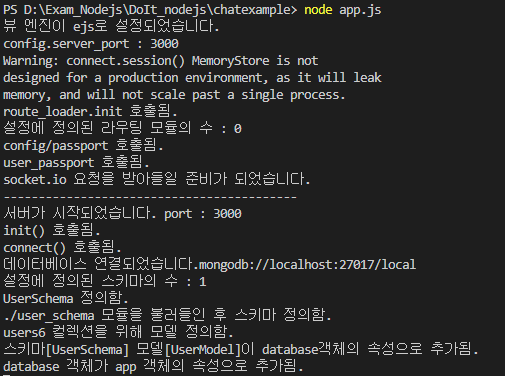 PS D:\Exam_Nodejs\DoIt_nodejs\chatexample> node app.js
뷰 엔진이 ejs로 설정되었습니다.
config.server_port : 3000
Warning: connect.session() MemoryStore is not
designed for a production environment, as it will leak
memory, and will not scale past a single process.
route_loader.init 호출됨.
설정에 정의된 라우팅 모듈의 수 : 0
config/passport 호출됨.
user_passport 호출됨.
socket.io 요청을 받아들일 준비가 되었습니다.
------------------------------------------
서버가 시작되었습니다. port : 3000
init() 호출됨.
connect() 호출됨.
데이터베이스 연결되었습니다.mongodb://localhost:27017/local
설정에 정의된 스키마의 수 : 1
UserSchema 정의함.
./user_schema 모듈을 불러들인 후 스키마 정의함.
users6 컬렉션을 위해 모델 정의함.
스키마[UserSchema] 모델[UserModel]이 database객체의 속성으로 추가됨.
database 객체가 app 객체의 속성으로 추가됨.